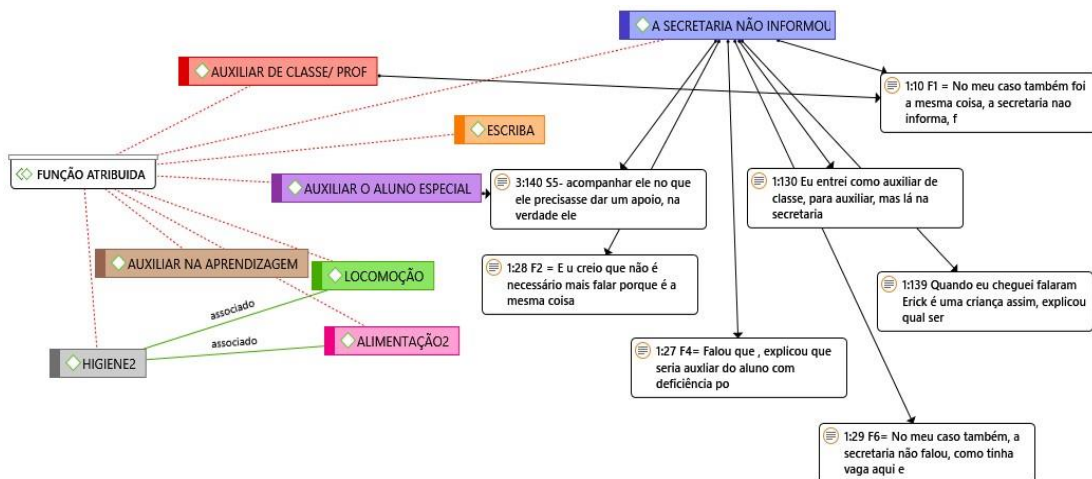 A SECRETARIA NÃO INFORMOU
AUXILIAR DE CLASSE/ PROF
1:10 F1 = No meu caso também foi
a mesma coisa, a secretaria nao
informa, f
ESCRIBA
FUNÇÃO ATRIBUIDA
AUXILIAR O ALUNO ESPECIAL
3:140 S5- acompanhar ele no que
ele precisasse dar um apoio, na
verdade ele
1:130 Eu entrei como auxiliar de
classe, para auxiliar, mas lá na
secretaria
AUXILIAR NA APRENDIZAGEM
LOCOMOÇÃO
1:28 F2 = E u creio que não é
necessário mais falar porque é a
mesma coisa
1:139 Quando eu cheguei falaram
Erick é uma criança assim, explicou
qual ser
associado
associado
HIGIENE2
ALIMENTAÇÃO2
1:27 F4= Falou que , explicou que
seria auxliar do aluno com
deficiência po
1:29 F6= No meu caso também, a
secretaria não falou, como tinha
vaga aqui e